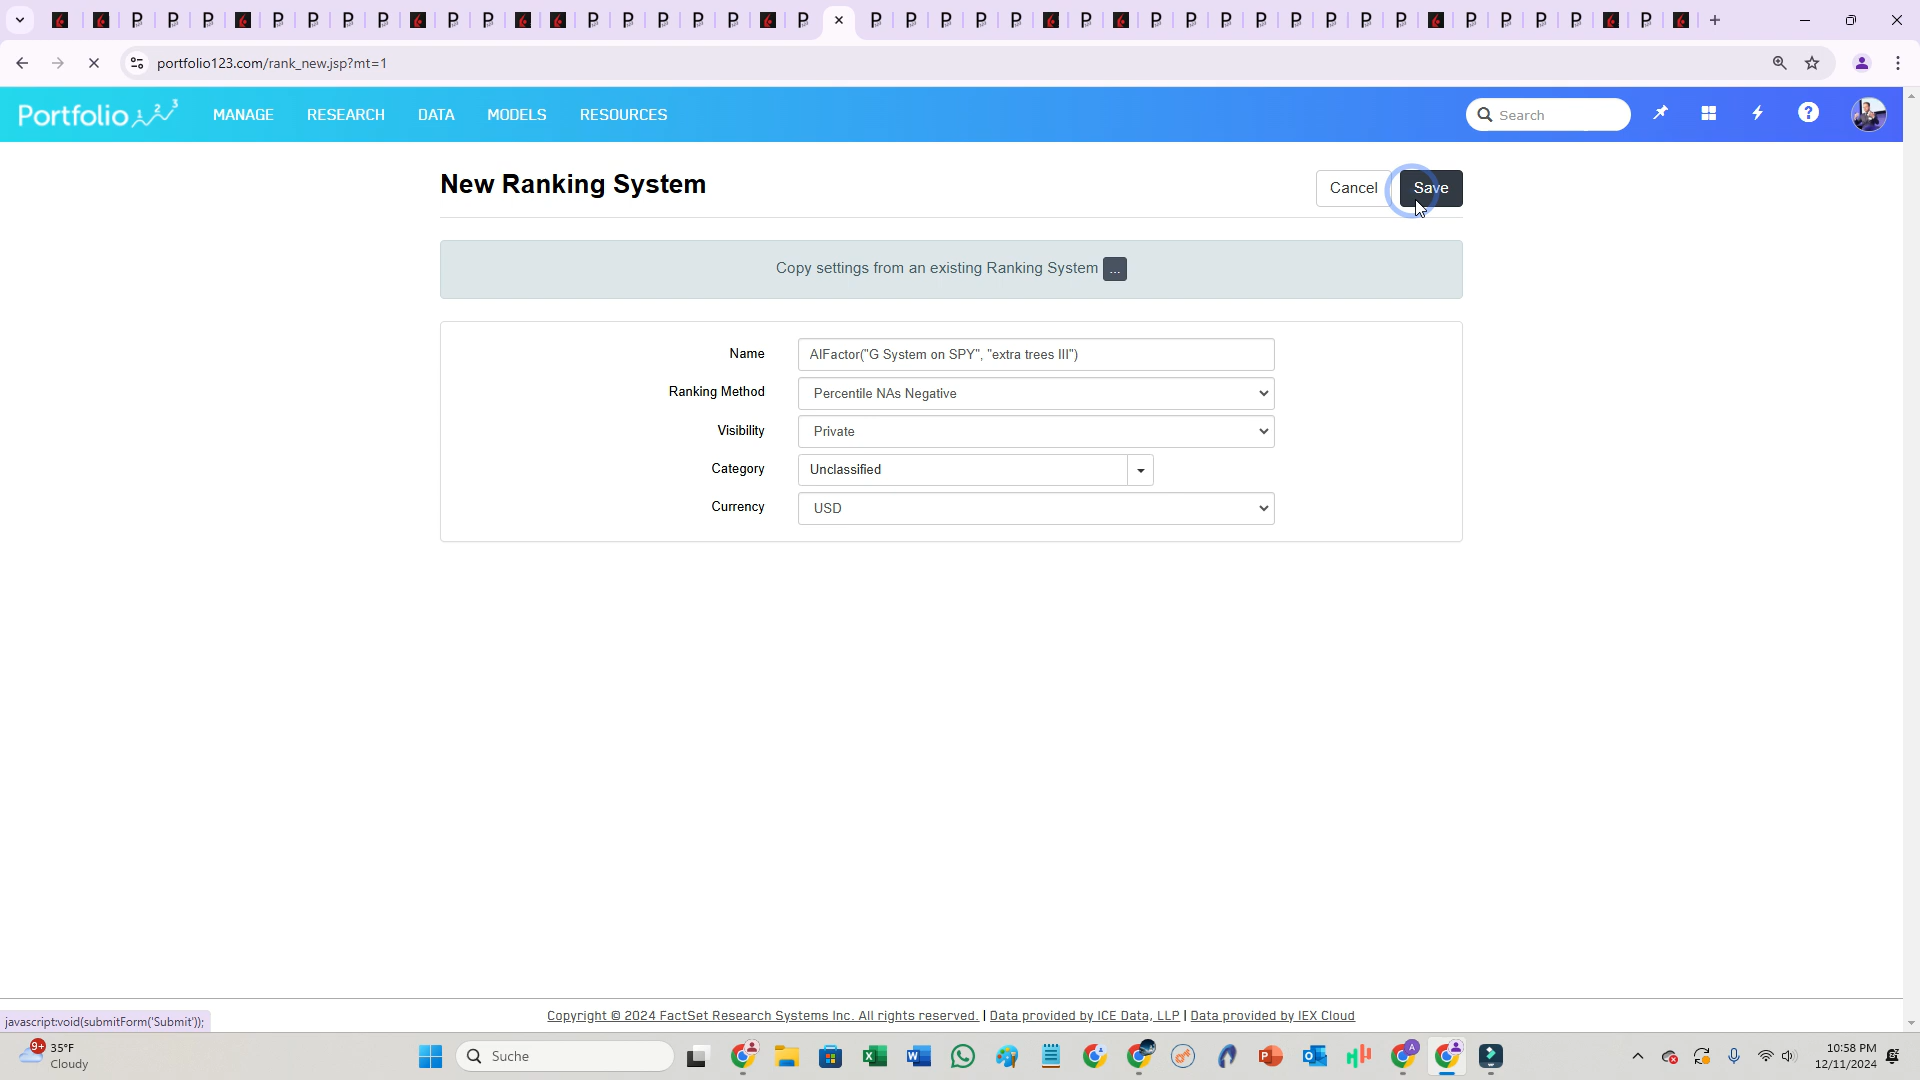 portfolio123.com/rank_new.jsp?mt=1
Portfolio123
MANAGE
RESEARCH
DATA
MODELS
RESOURCES
Search
New Ranking System
Cancel
Save
Copy settings from an existing Ranking System ...
Name
AIFactor("G System on SPY", "extra trees III")
Ranking Method
Percentile NAs Negative
Visibility
Private
Category
Unclassified
Currency
USD
Copyright © 2024 FactSet Research Systems Inc. All rights reserved. | Data provided by ICE Data, LLP | Data provided by IEX Cloud
javascript:void(submitForm('Submit'));
9+
35°F
Cloudy
Suche
10:58 PM
12/11/2024